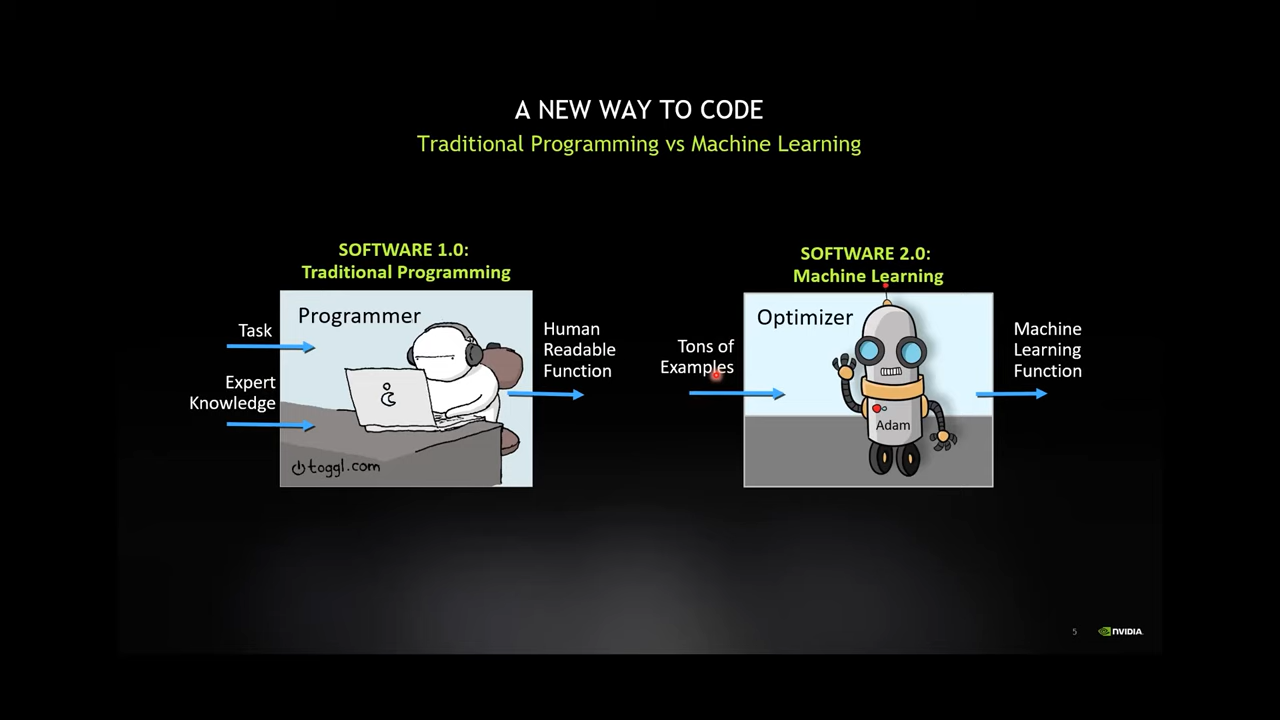 A NEW WAY TO CODE
Traditional Programming vs Machine Learning
SOFTWARE 1.0:
Traditional Programming
Task
Expert
Knowledge
Programmer
toggl.com
Human
Readable
Function
SOFTWARE 2.0:
Machine Learning
Tons of
Examples
Optimizer
Adam
Machine
Learning
Function
5
NVIDIA.